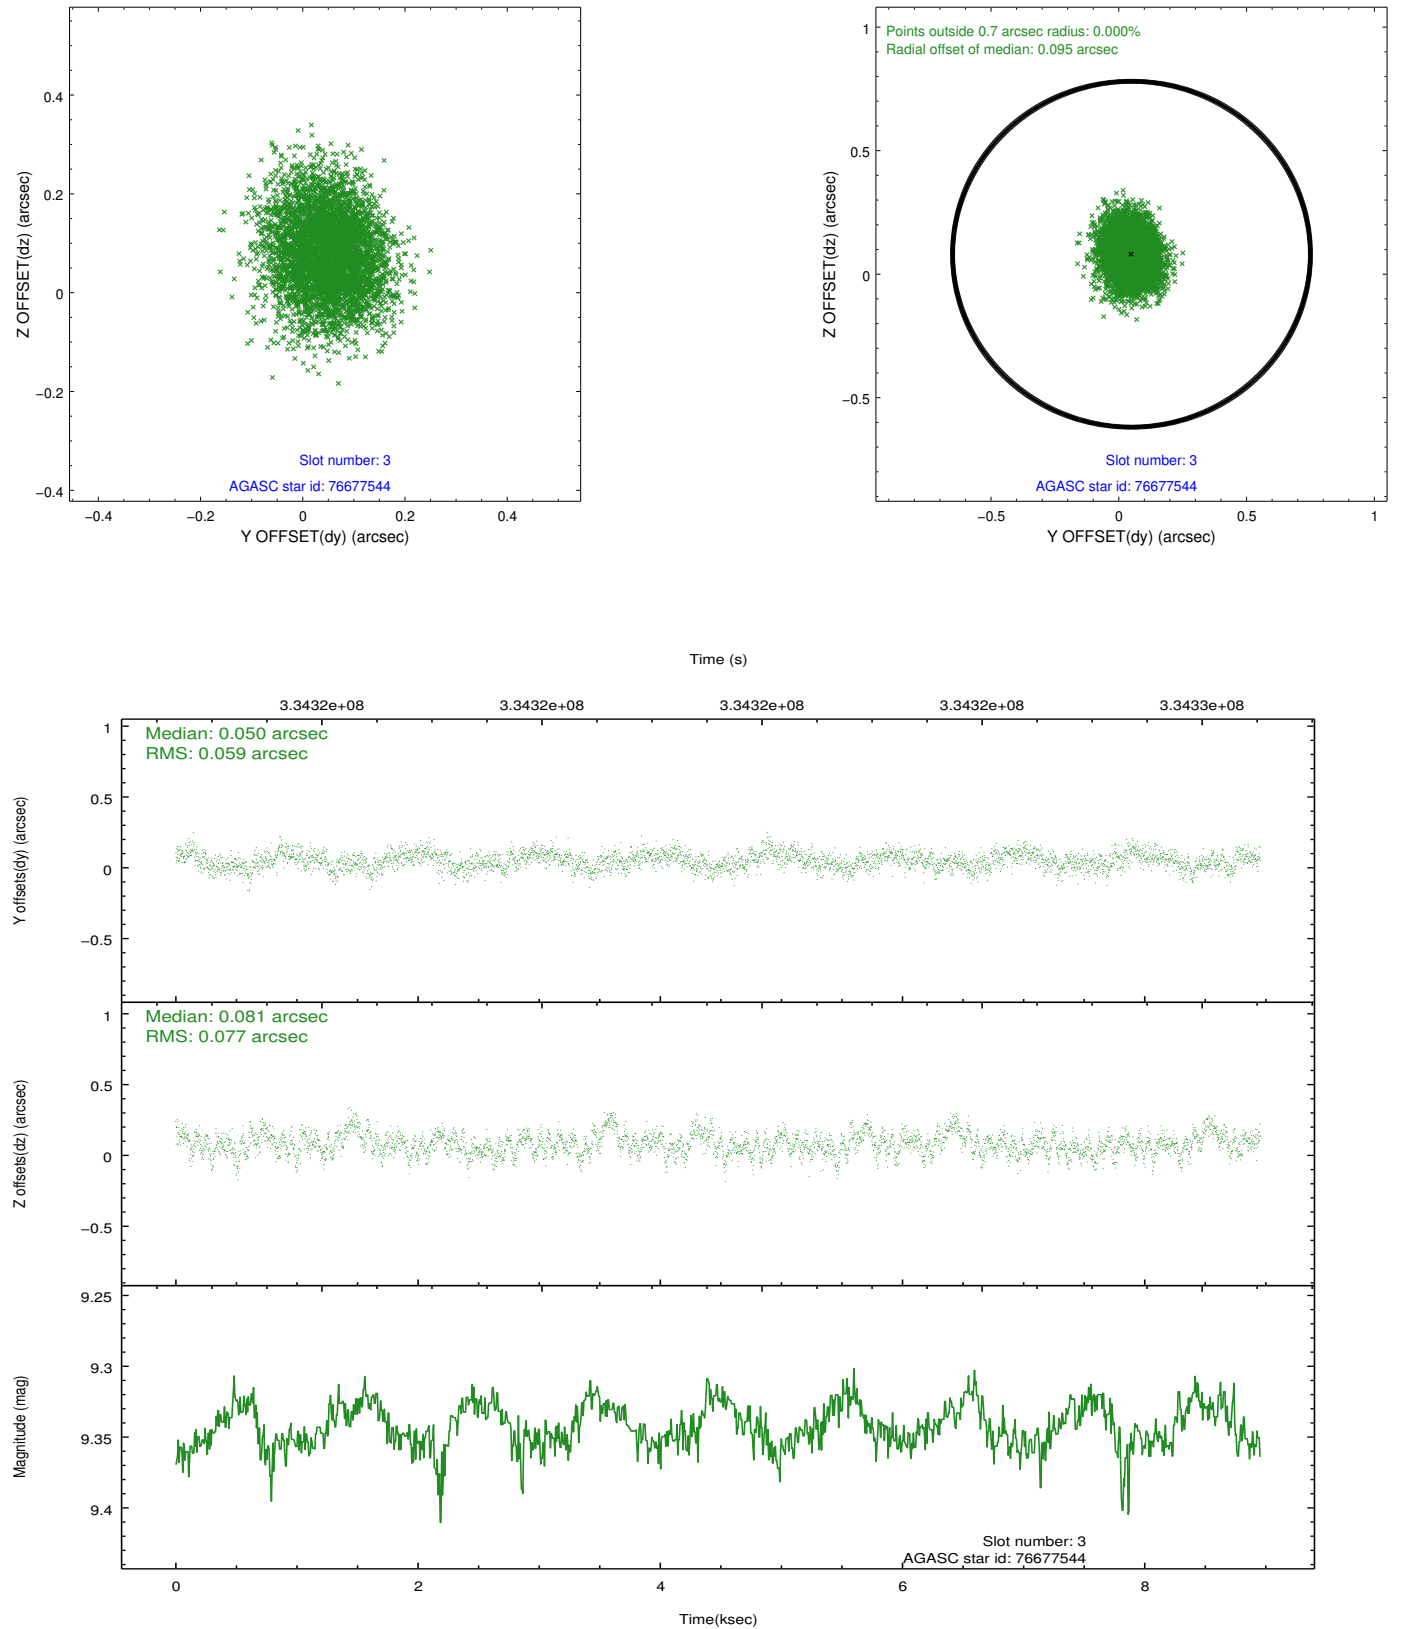 0.4
0.2
0
−0.2
−0.4
Z OFFSET(dz) (arcsec)
Slot number: 3
AGASC star id: 76677544
−0.4 −0.2 0 0.2 0.4
Y OFFSET(dy) (arcsec)
Points outside 0.7 arcsec radius: 0.000%
Radial offset of median: 0.095 arcsec
1
0.5
0
−0.5
Z OFFSET(dz) (arcsec)
Slot number: 3
AGASC star id: 76677544
−0.5 0 0.5 1
Y OFFSET(dy) (arcsec)
Time (s)
3.3432e+08 3.3432e+08 3.3432e+08 3.3432e+08 3.3433e+08
Median: 0.050 arcsec
RMS: 0.059 arcsec
1
0.5
0
−0.5
Y offsets(dy) (arcsec)
Median: 0.081 arcsec
RMS: 0.077 arcsec
1
0.5
0
−0.5
Z offsets(dz) (arcsec)
9.25
9.3
9.35
9.4
Magnitude (mag)
Slot number: 3
AGASC star id: 76677544
0 2 4 6 8
Time(ksec)